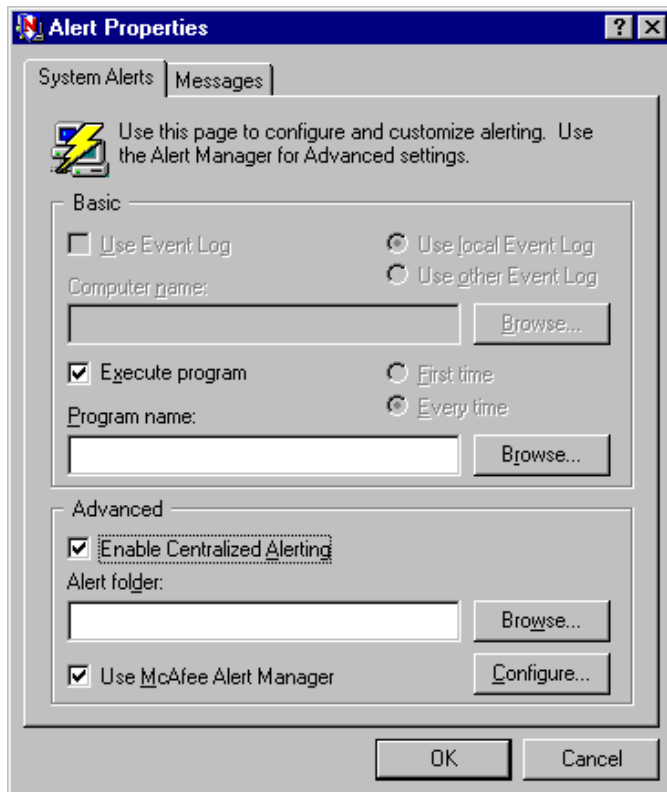 Alert Properties
System Alerts
Messages
Use this page to configure and customize alerting. Use
the Alert Manager for Advanced settings.
Basic
Use Event Log
Use local Event Log
Use other Event Log
Computer name:
Browse...
Execute program
First time
Every time
Program name:
Browse...
Advanced
Enable Centralized Alerting
Alert folder:
Browse...
Use McAfee Alert Manager
Configure...
OK
Cancel